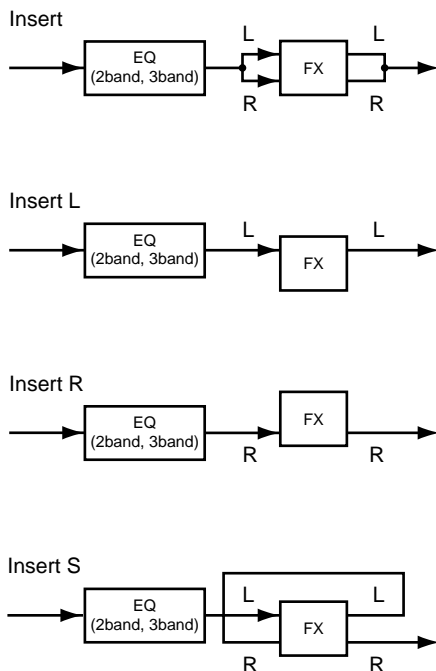 Insert
EQ
(2band, 3band)
L
R
FX
L
R
Insert L
EQ
(2band, 3band)
L
FX
L
Insert R
EQ
(2band, 3band)
R
FX
R
Insert S
EQ
(2band, 3band)
L
R
FX
L
R